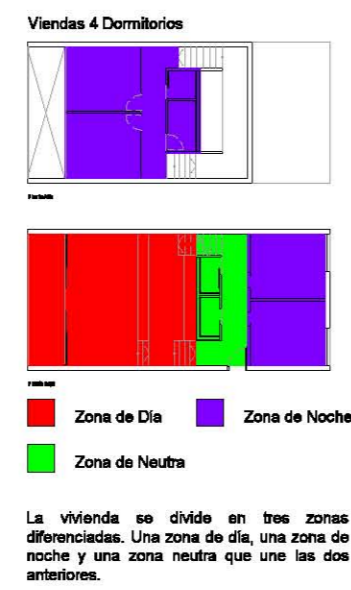 Viendas 4 Dormitorios
Zona de Día
Zona de Noche
Zona de Neutra
La vivienda se divide en tres zonas
diferenciadas. Una zona de día, una zona de
noche y una zona neutra que une las dos
anteriores.